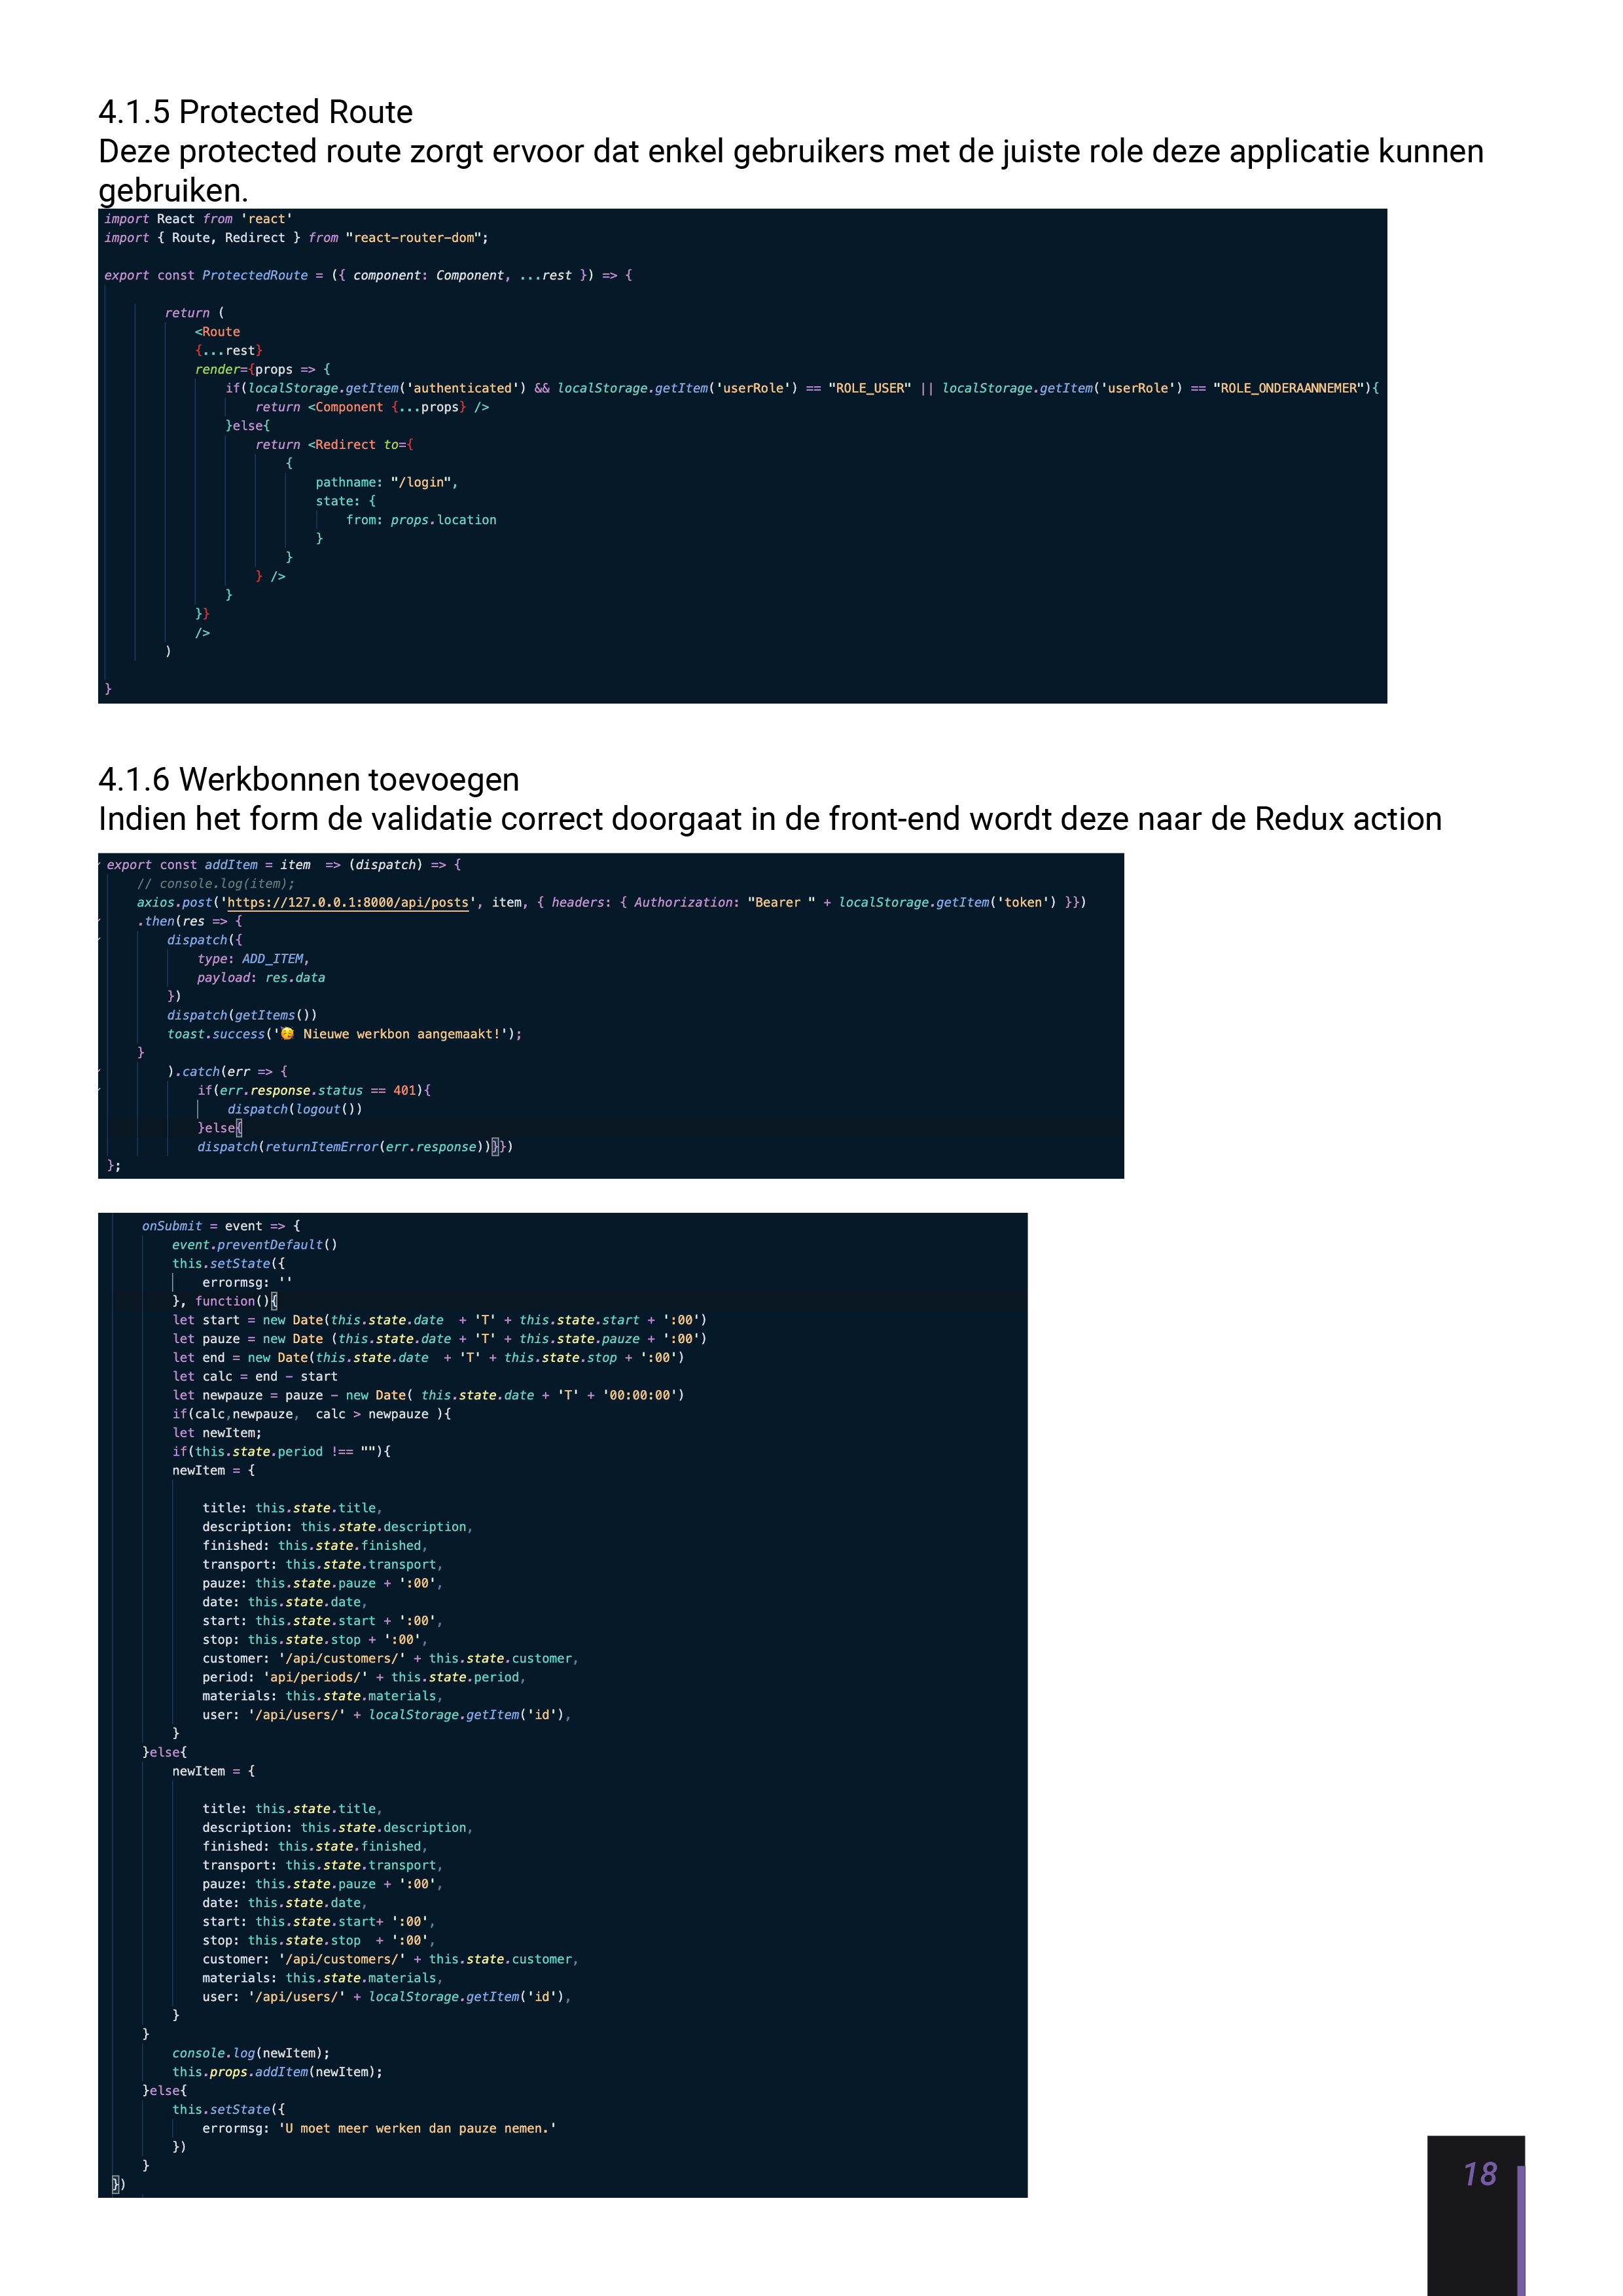 4.1.5 Protected Route
Deze protected route zorgt ervoor dat enkel gebruikers met de juiste role deze applicatie kunnen
gebruiken.
import React from 'react'
import { Route, Redirect } from "react-router-dom";
export const ProtectedRoute = ({ component: Component, ...rest }) => {
return (
<Route
{...rest}
render={props => {
if(localStorage.getItem('authenticated') && localStorage.getItem('userRole') == "ROLE_USER" || localStorage.getItem('userRole') == "ROLE_ONDERAANNEMER"){
return <Component {...props} />
}else{
return <Redirect to={
{
pathname: "/login",
state: {
from: props.location
}
}
} />
}
}}
/>
)
}
4.1.6 Werkbonnen toevoegen
Indien het form de validatie correct doorgaat in de front-end wordt deze naar de Redux action
export const addItem = item  => (dispatch) => {
// console.log(item);
axios.post('https://127.0.0.1:8000/api/posts', item, { headers: { Authorization: "Bearer " + localStorage.getItem('token') }})
.then(res => {
dispatch({
type: ADD_ITEM,
payload: res.data
})
dispatch(getItems())
toast.success('🥳 Nieuwe werkbon aangemaakt!');
}
).catch(err => {
if(err.response.status == 401){
dispatch(logout())
}else{
dispatch(returnItemError(err.response))}})
};
onSubmit = event => {
event.preventDefault()
this.setState({
errormsg: ''
}, function(){
let start = new Date(this.state.date  + 'T' + this.state.start + ':00')
let pauze = new Date (this.state.date + 'T' + this.state.pauze + ':00')
let end = new Date(this.state.date  + 'T' + this.state.stop + ':00')
let calc = end - start
let newpauze = pauze - new Date( this.state.date + 'T' + '00:00:00')
if(calc,newpauze,  calc > newpauze ){
let newItem;
if(this.state.period !== ""){
newItem = {
title: this.state.title,
description: this.state.description,
finished: this.state.finished,
transport: this.state.transport,
pauze: this.state.pauze + ':00',
date: this.state.date,
start: this.state.start + ':00',
stop: this.state.stop + ':00',
customer: '/api/customers/' + this.state.customer,
period: 'api/periods/' + this.state.period,
materials: this.state.materials,
user: '/api/users/' + localStorage.getItem('id'),
}
}else{
newItem = {
title: this.state.title,
description: this.state.description,
finished: this.state.finished,
transport: this.state.transport,
pauze: this.state.pauze + ':00',
date: this.state.date,
start: this.state.start+ ':00',
stop: this.state.stop  + ':00',
customer: '/api/customers/' + this.state.customer,
materials: this.state.materials,
user: '/api/users/' + localStorage.getItem('id'),
}
}
console.log(newItem);
this.props.addItem(newItem);
}else{
this.setState({
errormsg: 'U moet meer werken dan pauze nemen.'
})
}
})
18